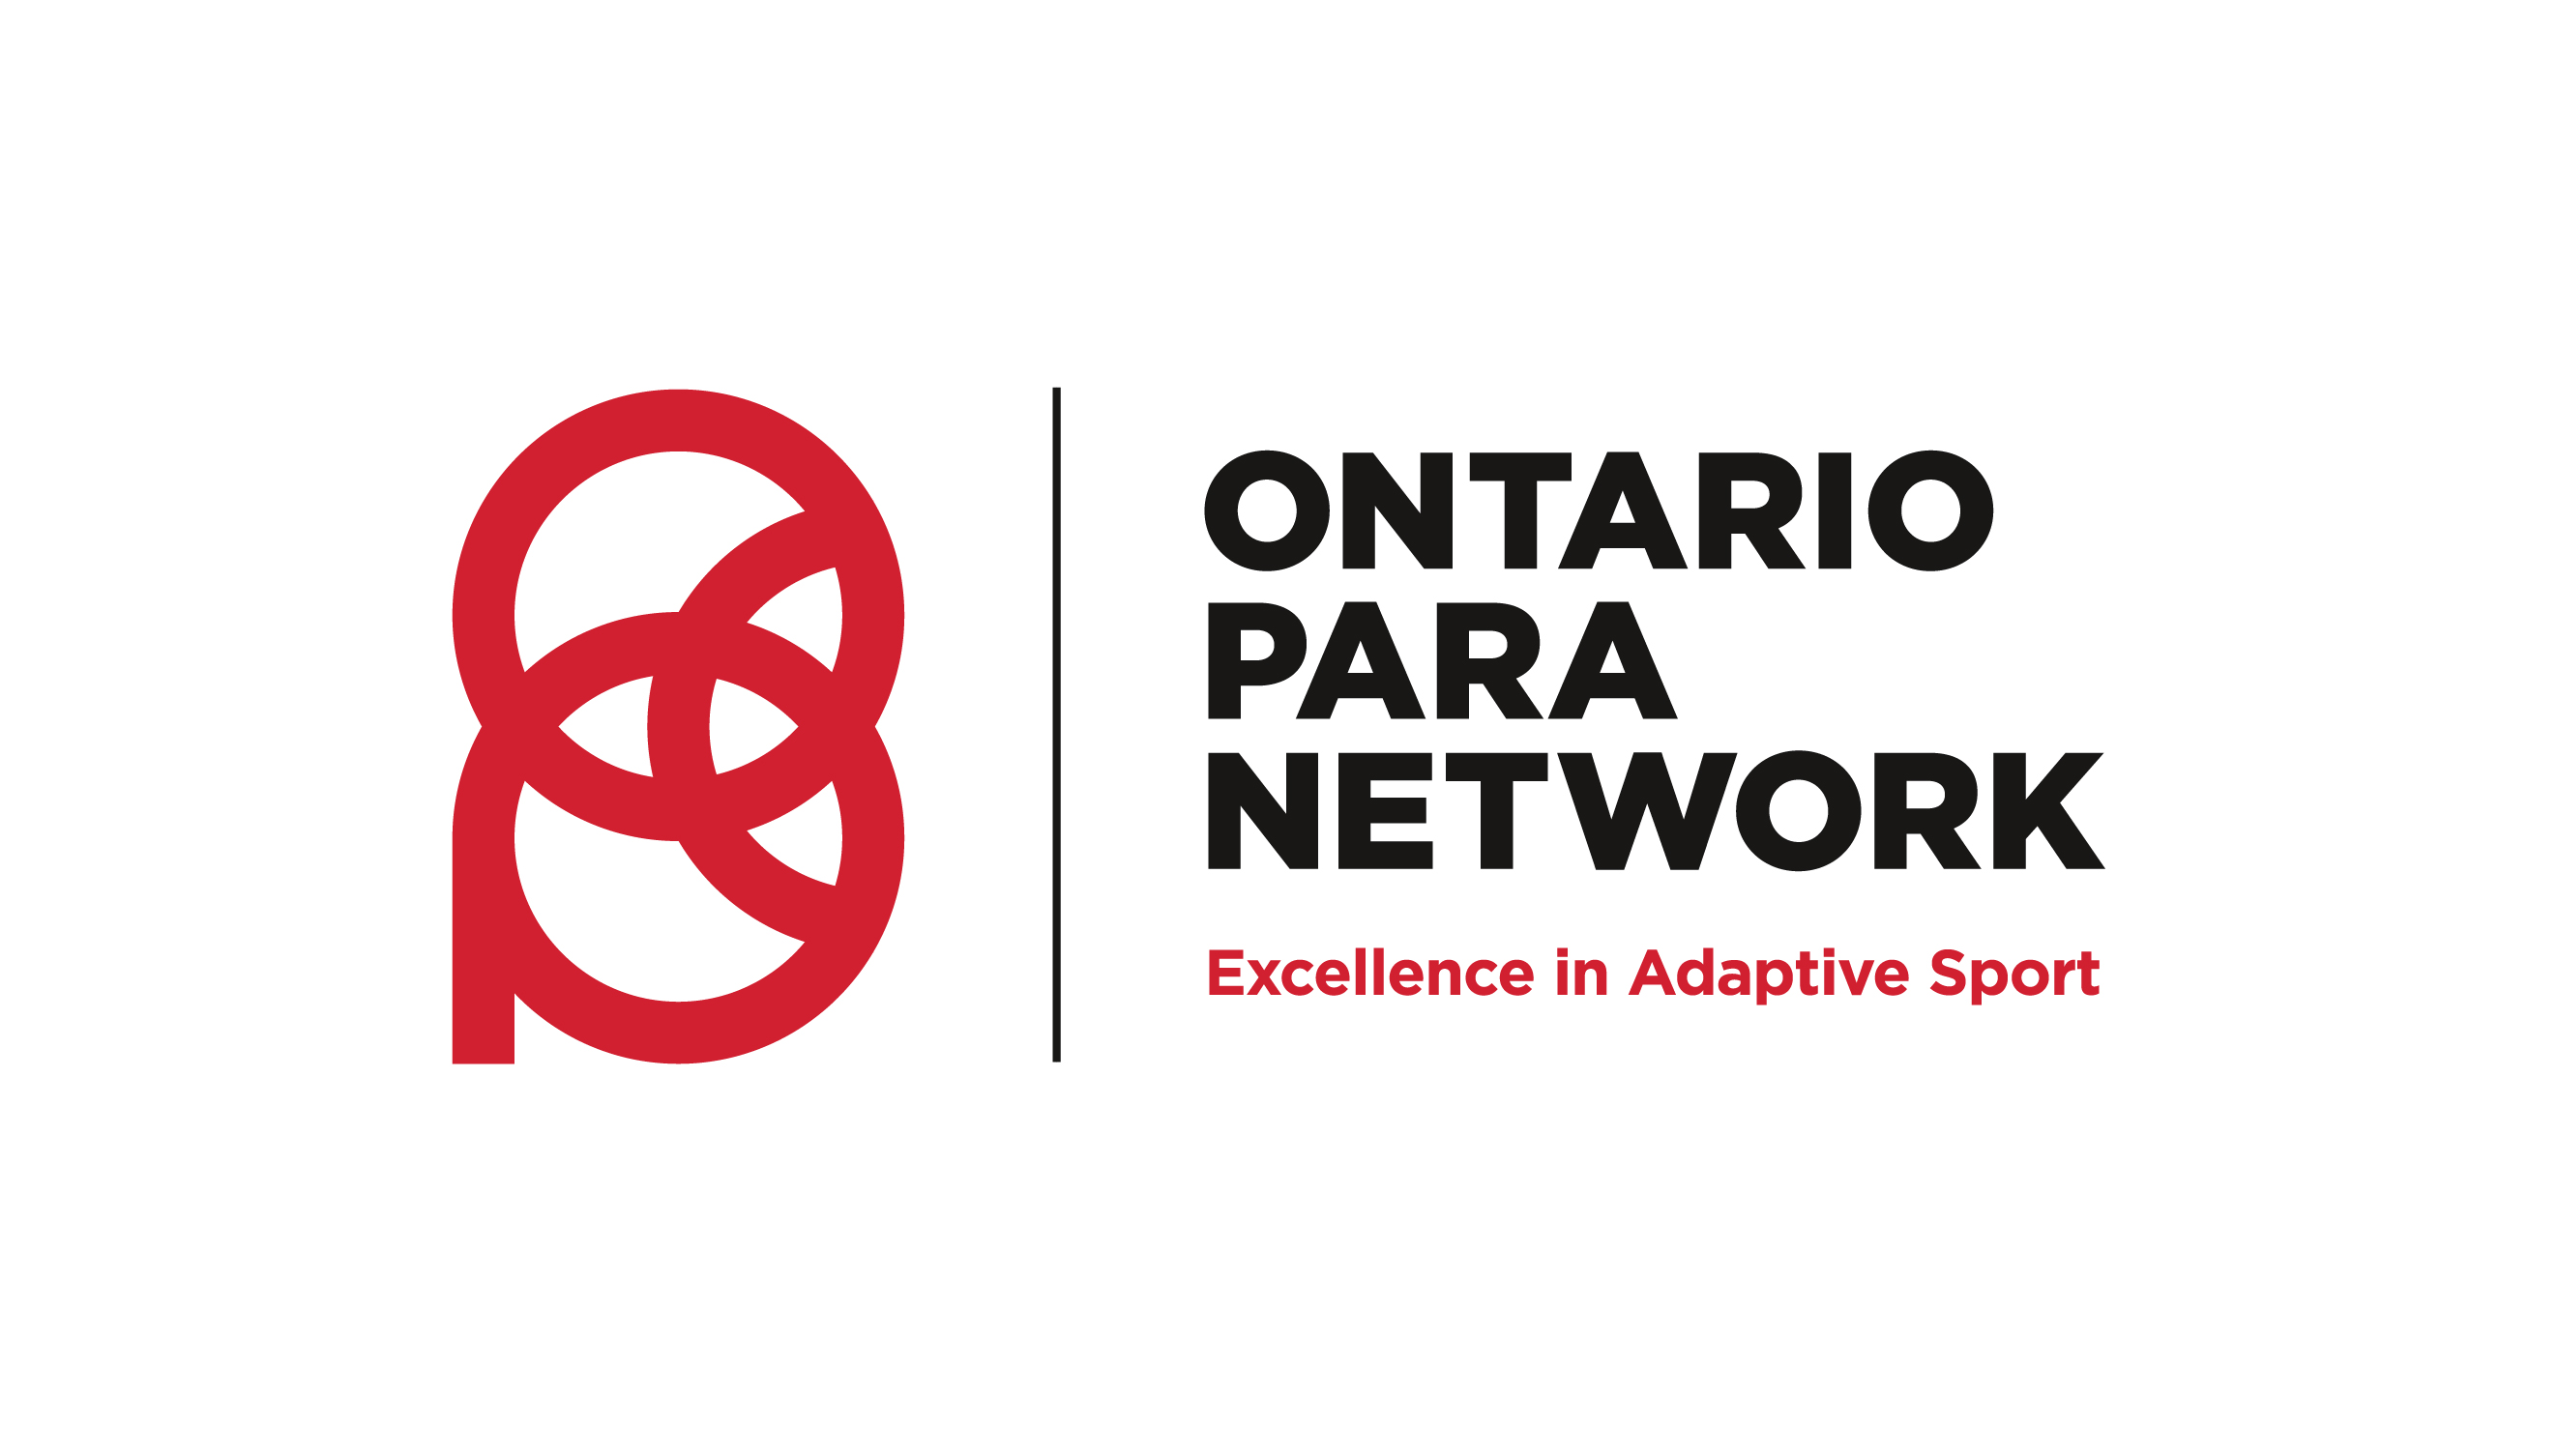 ONTARIO
PARA
NETWORK
Excellence in Adaptive Sport